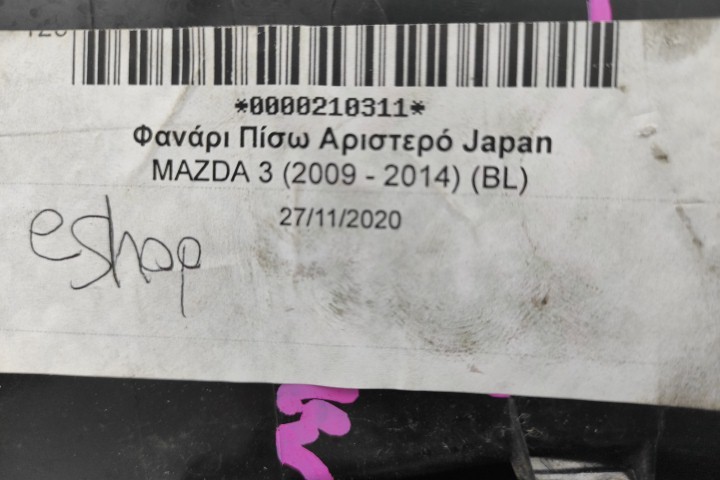 *0000210311*
Φανάρι Πίσω Αριστερό Japan
MAZDA 3 (2009 - 2014) (BL)
27/11/2020
eshop